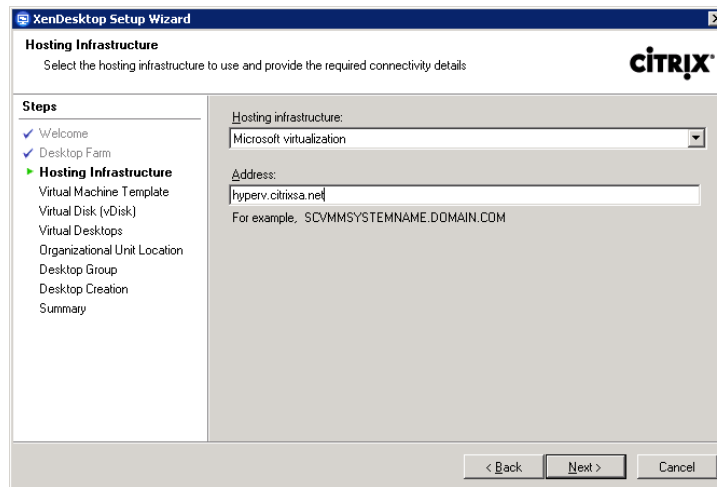 XenDesktop Setup Wizard
Hosting Infrastructure
Select the hosting infrastructure to use and provide the required connectivity details
CİTRIX
Steps
Welcome
Desktop Farm
Hosting Infrastructure
Virtual Machine Template
Virtual Disk (vDisk)
Virtual Desktops
Organizational Unit Location
Desktop Group
Desktop Creation
Summary
Hosting infrastructure:
Microsoft virtualization
Address:
hyperv.citrixsa.net
For example, SCVMMSYSTEMNAME.DOMAIN.COM
< Back
Next >
Cancel